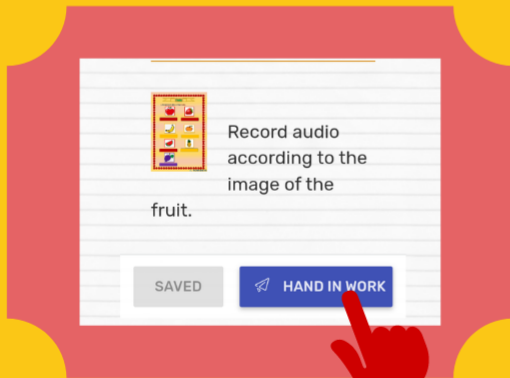 Record audio
according to the
image of the
fruit.
SAVED
HAND IN WORK